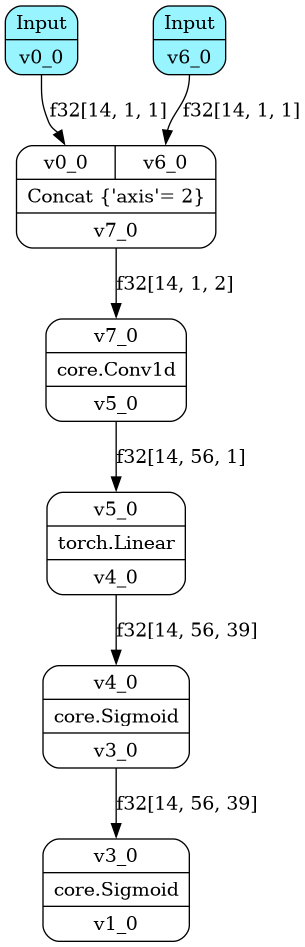 Input
v0_0
Input
v6_0
f32[14, 1, 1]
f32[14, 1, 1]
v0_0
v6_0
Concat {'axis'= 2}
v7_0
f32[14, 1, 2]
v7_0
core.Conv1d
v5_0
f32[14, 56, 1]
v5_0
torch.Linear
v4_0
f32[14, 56, 39]
v4_0
core.Sigmoid
v3_0
f32[14, 56, 39]
v3_0
core.Sigmoid
v1_0